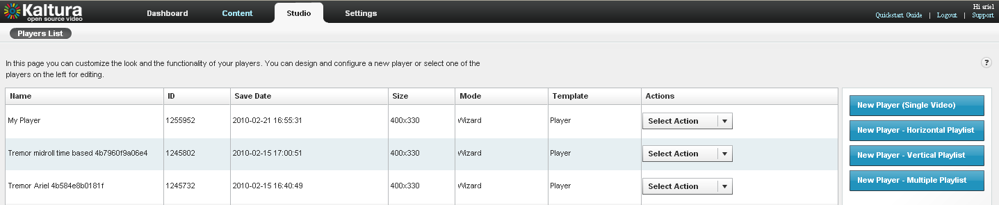 Kaltura
open source video
Dashboard Content Studio Settings
Hi ariel
Quickstart Guide | Logout | Support
Players List
In this page you can customize the look and the functionality of your players. You can design and configure a new player or select one of the
players on the left for editing.
?
Name ID Save Date Size Mode Template Actions
My Player 1255952 2010-02-21 16:55:31 400x330 Wizard Player Select Action
Tremor midroll time based 4b7960f9a06e4 1245802 2010-02-15 17:00:51 400x330 Wizard Player Select Action
Tremor Ariel 4b584e8b0181f 1245732 2010-02-15 16:40:49 400x330 Wizard Player Select Action
New Player (Single Video)
New Player - Horizontal Playlist
New Player - Vertical Playlist
New Player - Multiple Playlist